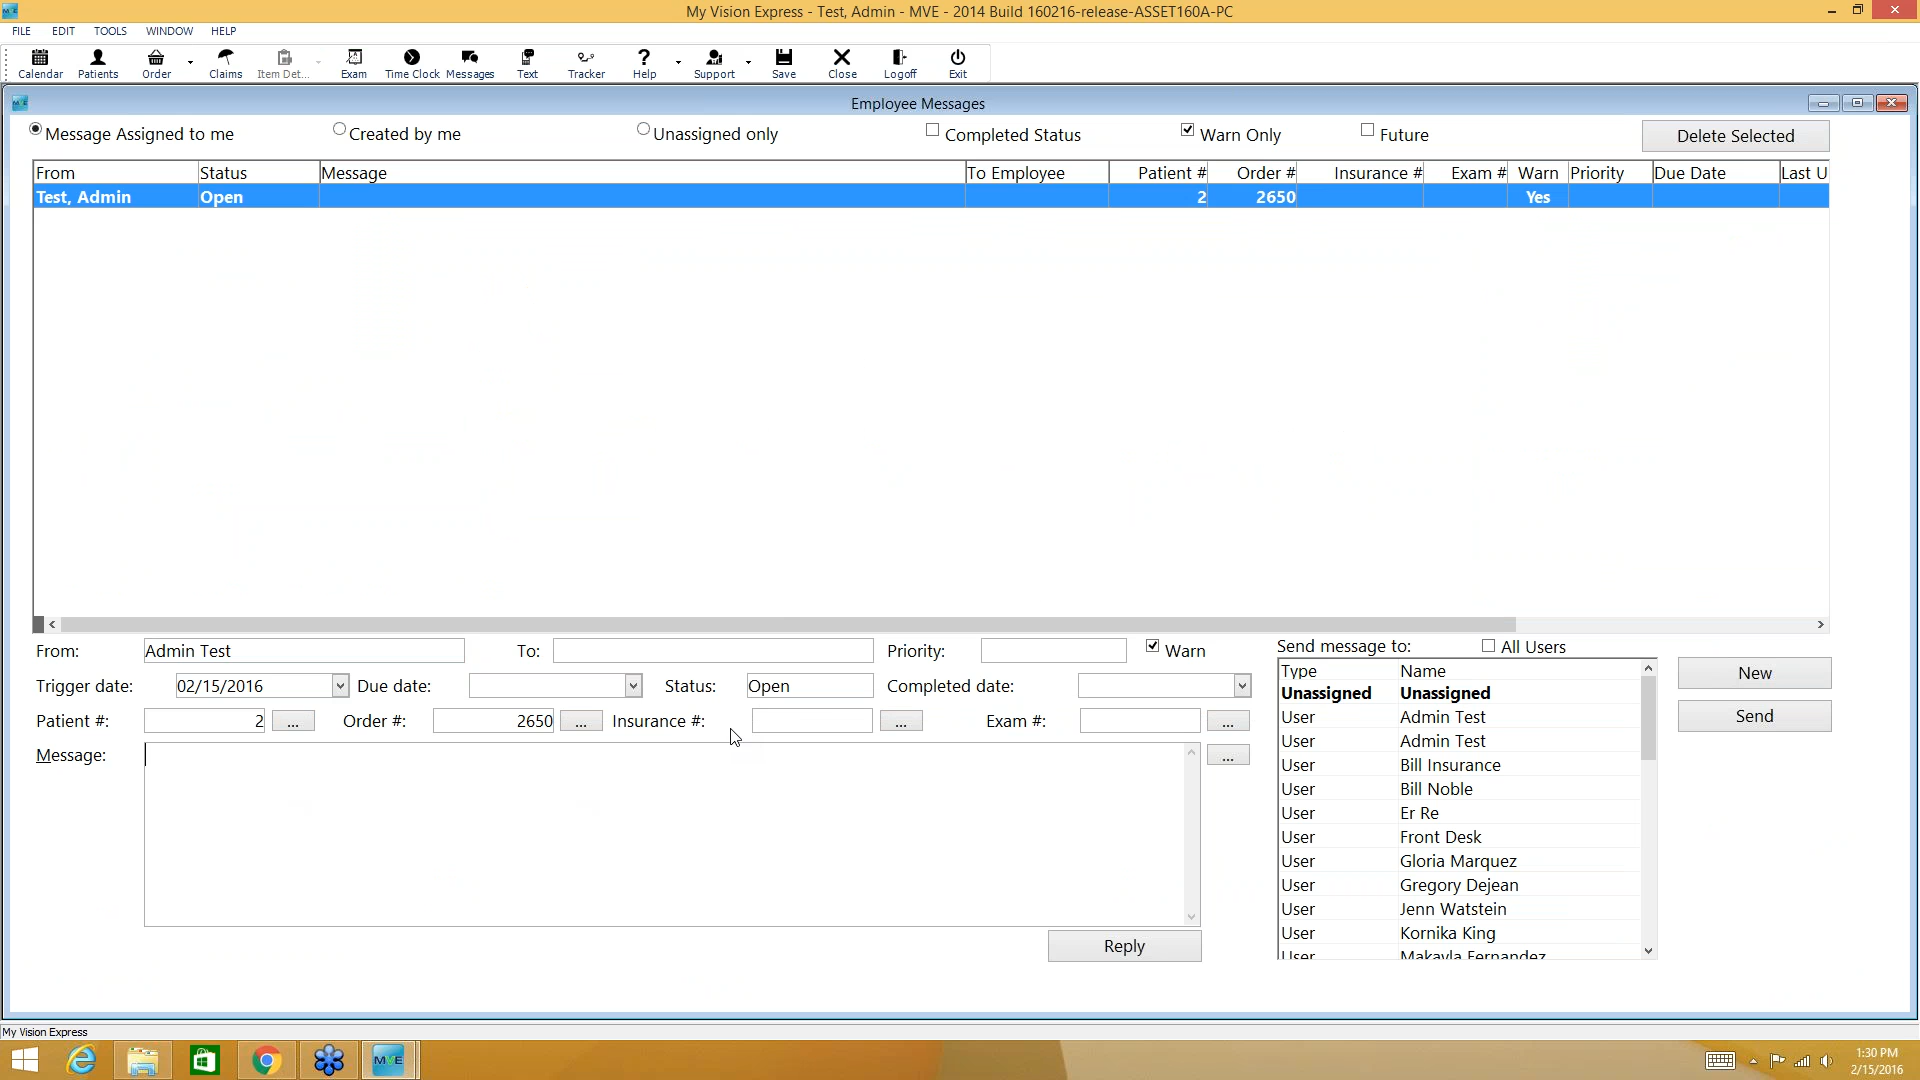 My Vision Express - Test, Admin - MVE - 2014 Build 160216-release-ASSET160A-PC
FILE EDIT TOOLS WINDOW HELP
Calendar Patients Order Claims Item Det... Exam Time Clock Messages Text Tracker Help Support Save Close Logoff Exit
Employee Messages
Message Assigned to me Created by me Unassigned only Completed Status Warn Only Future Delete Selected
From Status Message To Employee Patient # Order # Insurance # Exam # Warn Priority Due Date Last U
Test, Admin Open 2 2650 Yes
From: Admin Test To: Priority: Warn
Trigger date: 02/15/2016 Due date: Status: Open Completed date:
Patient #: 2 ... Order #: 2650 ... Insurance #: ... Exam #: ...
Message: ...
Reply
Send message to: All Users
Type Name
Unassigned Unassigned
User Admin Test
User Admin Test
User Bill Insurance
User Bill Noble
User Er Re
User Front Desk
User Gloria Marquez
User Gregory Dejean
User Jenn Watstein
User Kornika King
User Makayla Fernandez
New
Send
My Vision Express
MVE
1:30 PM
2/15/2016